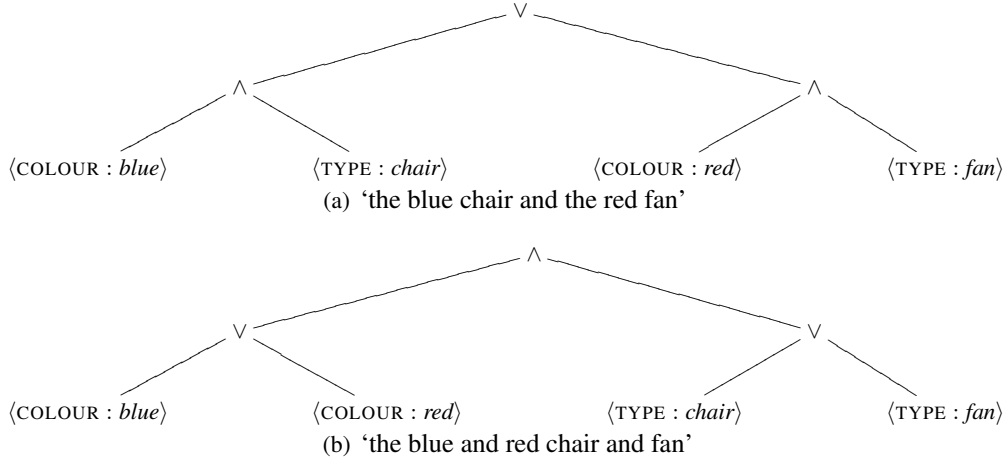 ∨
∧ ∧
⟨COLOUR : blue⟩ ⟨TYPE : chair⟩ ⟨COLOUR : red⟩ ⟨TYPE : fan⟩
(a) ‘the blue chair and the red fan’
∧
∨ ∨
⟨COLOUR : blue⟩ ⟨COLOUR : red⟩ ⟨TYPE : chair⟩ ⟨TYPE : fan⟩
(b) ‘the blue and red chair and fan’